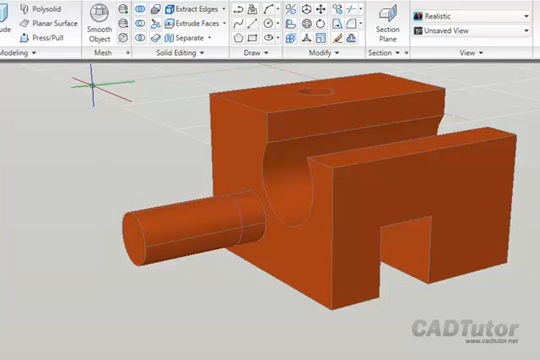 Polysolid
Planar Surface
Press/Pull
Smooth
Object
Extract Edges
Extrude Faces
Separate
Section
Plane
Realistic
Unsaved View
Modeling
Mesh
Solid Editing
Draw
Modify
Section
View
CADTutor
www.cadtutor.net